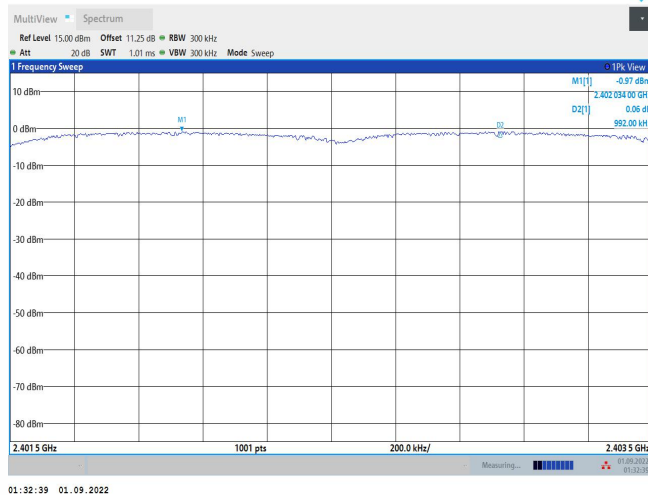 MultiView Spectrum
Ref Level 15.00 dBm Offset 11.25 dB RBW 300 kHz
Att 20 dB SWT 1.01 ms VBW 300 kHz Mode Sweep
1 Frequency Sweep 1Pk View
M1[1] -0.97 dBm
2.402 034 00 GH
D2[1] 0.06 d
992.00 kH
10 dBm
M1
D2
0 dBm
-10 dBm
-20 dBm
-30 dBm
-40 dBm
-50 dBm
-60 dBm
-70 dBm
-80 dBm
2.401 5 GHz 1001 pts 200.0 kHz/ 2.403 5 GHz
Measuring... 01.09.2022
01:32:39
01:32:39 01.09.2022